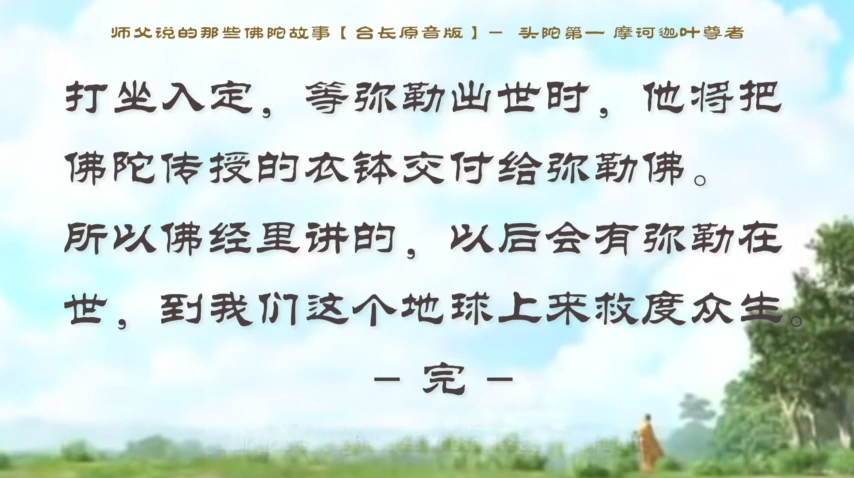 师父说的那些佛陀故事【台长原音版】- 头陀第一 摩诃迦叶尊者
打坐入定，等弥勒出世时，他将把
佛陀传授的衣钵交付给弥勒佛。
所以佛经里讲的，以后会有弥勒在
世，到我们这个地球上来救度众生。
- 完 -